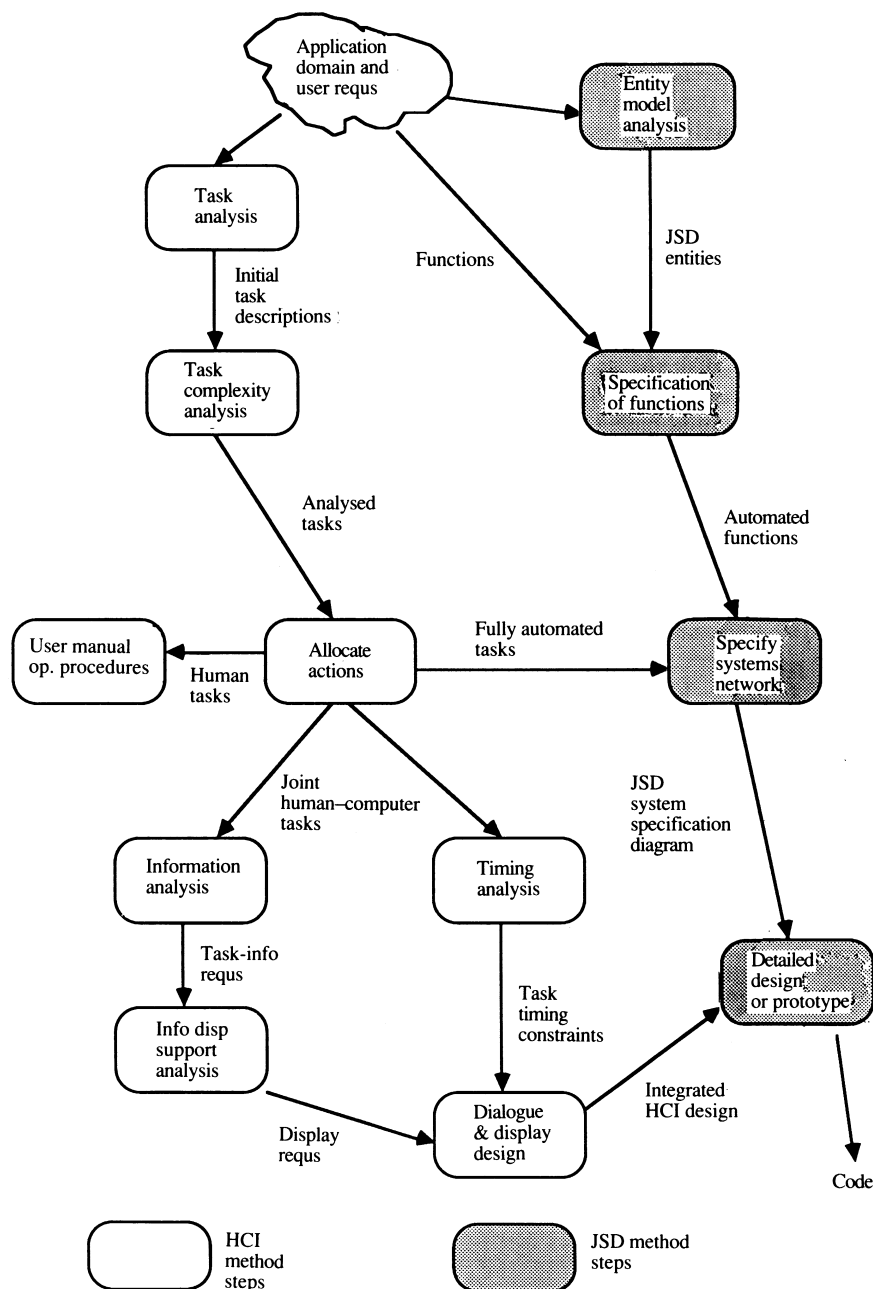 Application
domain and
user requs
Entity
model
analysis
Task
analysis
Functions
JSD
entities
Initial
task
descriptions
Task
complexity
analysis
Specification
of functions
Analysed
tasks
Automated
functions
User manual
op. procedures
Human
tasks
Allocate
actions
Fully automated
tasks
Specify
systems
network
Joint
human–computer
tasks
JSD
system
specification
diagram
Information
analysis
Timing
analysis
Task-info
requs
Detailed
design
or prototype
Info disp
support
analysis
Task
timing
constraints
Display
requs
Dialogue
& display
design
Integrated
HCI design
Code
HCI
method
steps
JSD method
steps